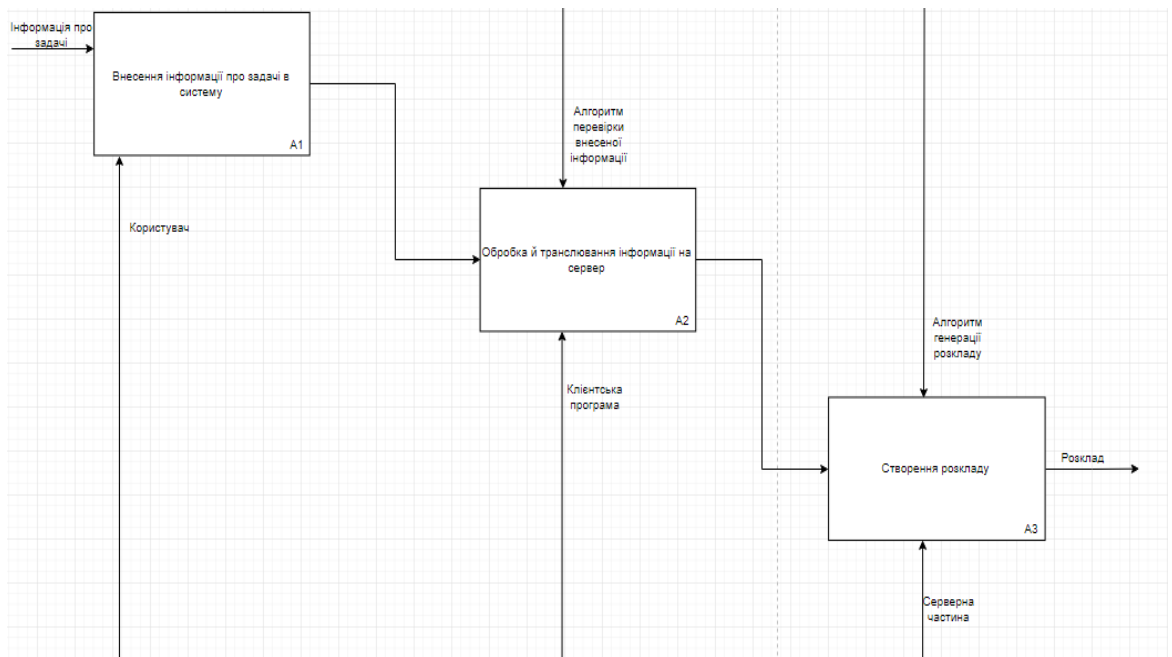 Інформація про
задачі
Внесення інформації про задачі в
систему
A1
Користувач
Алгоритм
перевірки
внесеної
інформації
Обробка й транслювання інформації на
сервер
A2
Клієнтська
програма
Алгоритм
генерації
розкладу
Створення розкладу
A3
Розклад
Серверна
частина